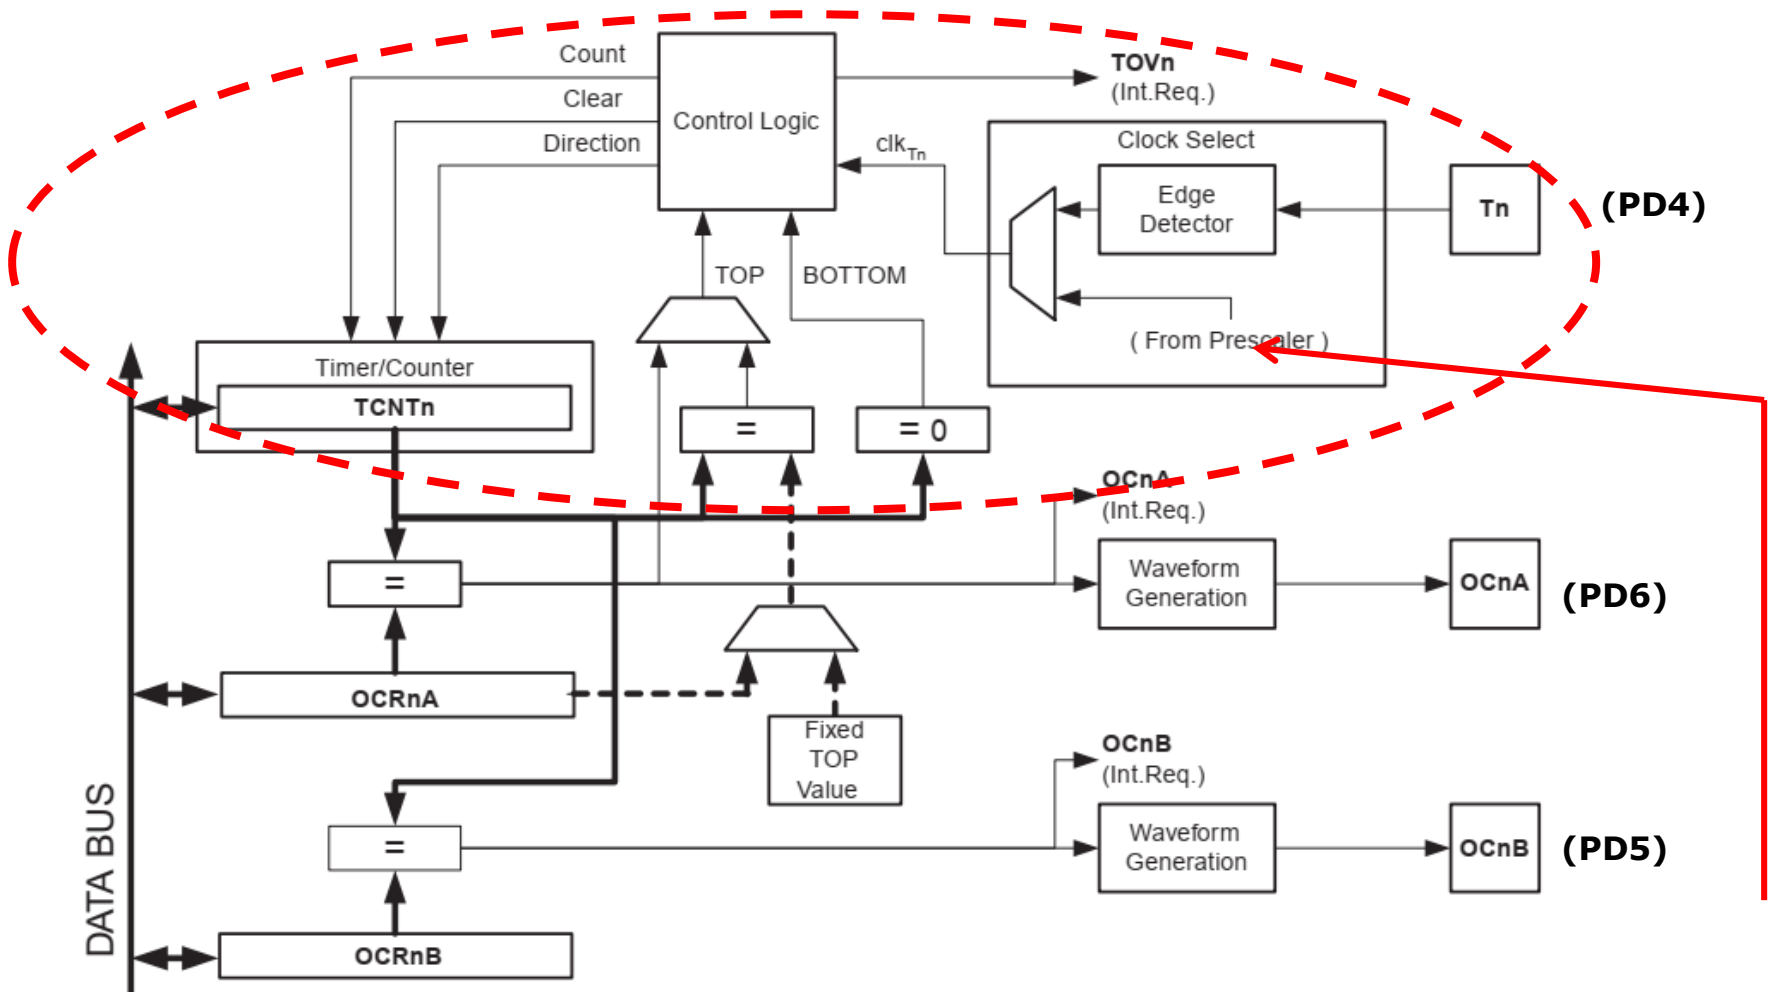 Count
TOVn
(Int.Req.)
Clear
Control Logic
Direction
clkTn
Clock Select
Edge
Detector
Tn
(PD4)
TOP
BOTTOM
( From Prescaler )
Timer/Counter
TCNTn
=
= 0
OCnA
(Int.Req.)
=
Waveform
Generation
OCnA
(PD6)
OCRnA
Fixed
TOP
Value
OCnB
(Int.Req.)
=
Waveform
Generation
OCnB
(PD5)
DATA BUS
OCRnB